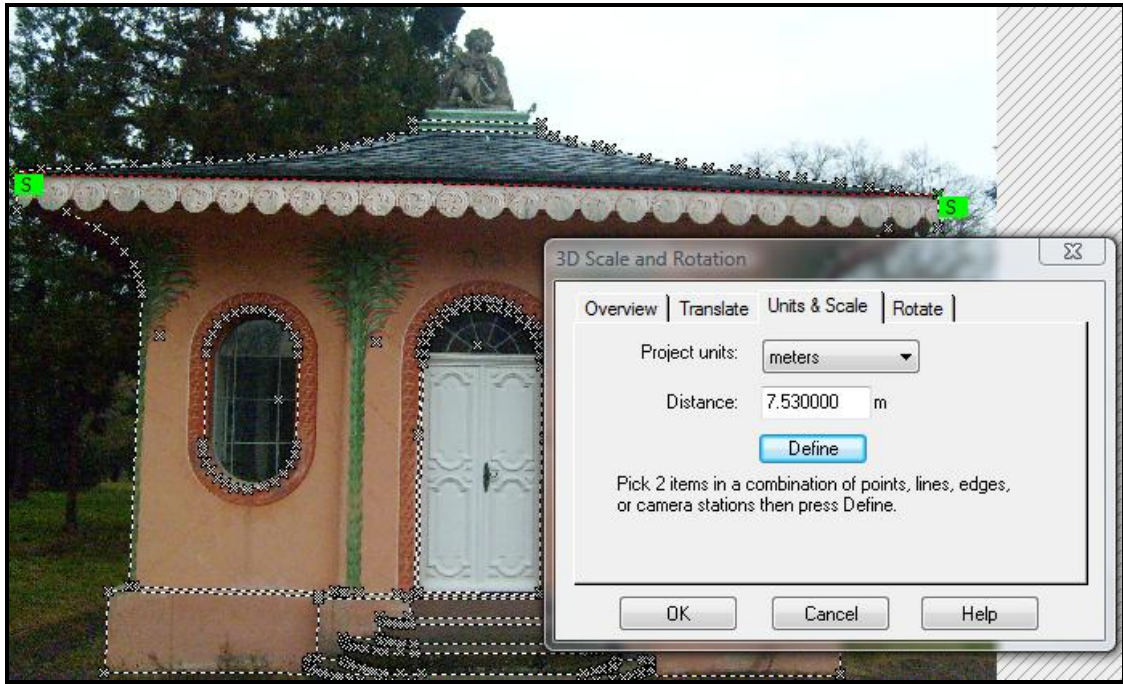 S
S
3D Scale and Rotation
Overview Translate Units & Scale Rotate
Project units: meters
Distance: 7.530000 m
Define
Pick 2 items in a combination of points, lines, edges,
or camera stations then press Define.
OK Cancel Help